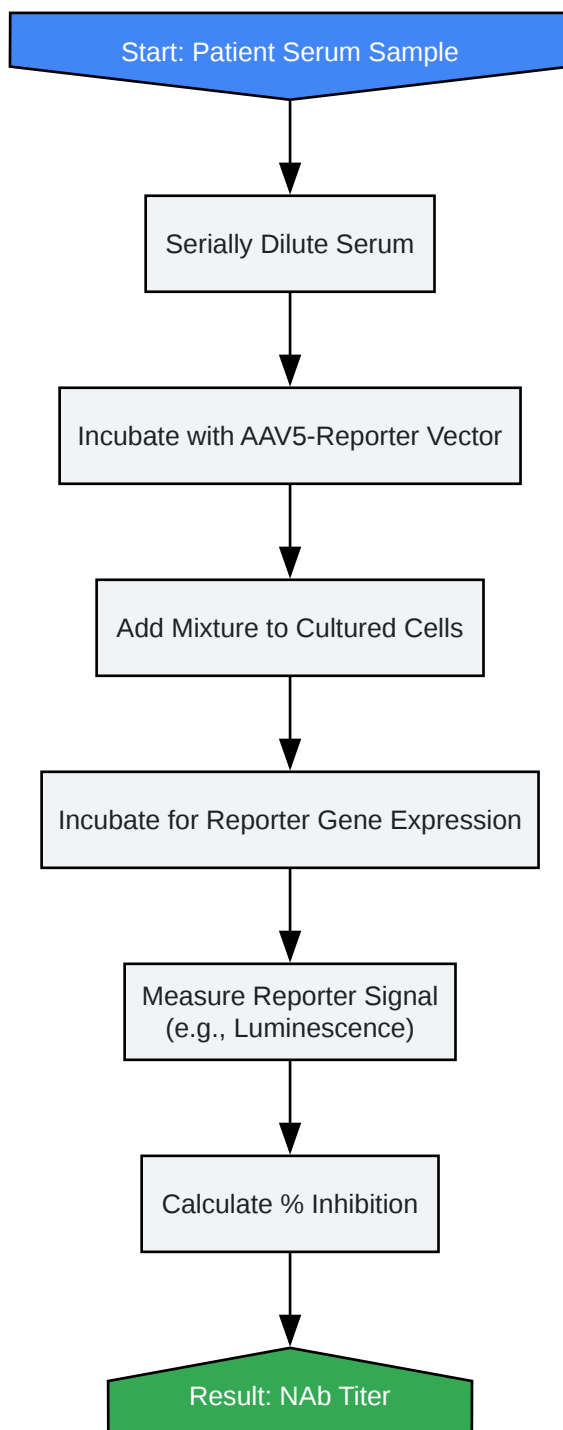 Start: Patient Serum Sample
Serially Dilute Serum
Incubate with AAV5-Reporter Vector
Add Mixture to Cultured Cells
Incubate for Reporter Gene Expression
Measure Reporter Signal
(e.g., Luminescence)
Calculate % Inhibition
Result: NAb Titer